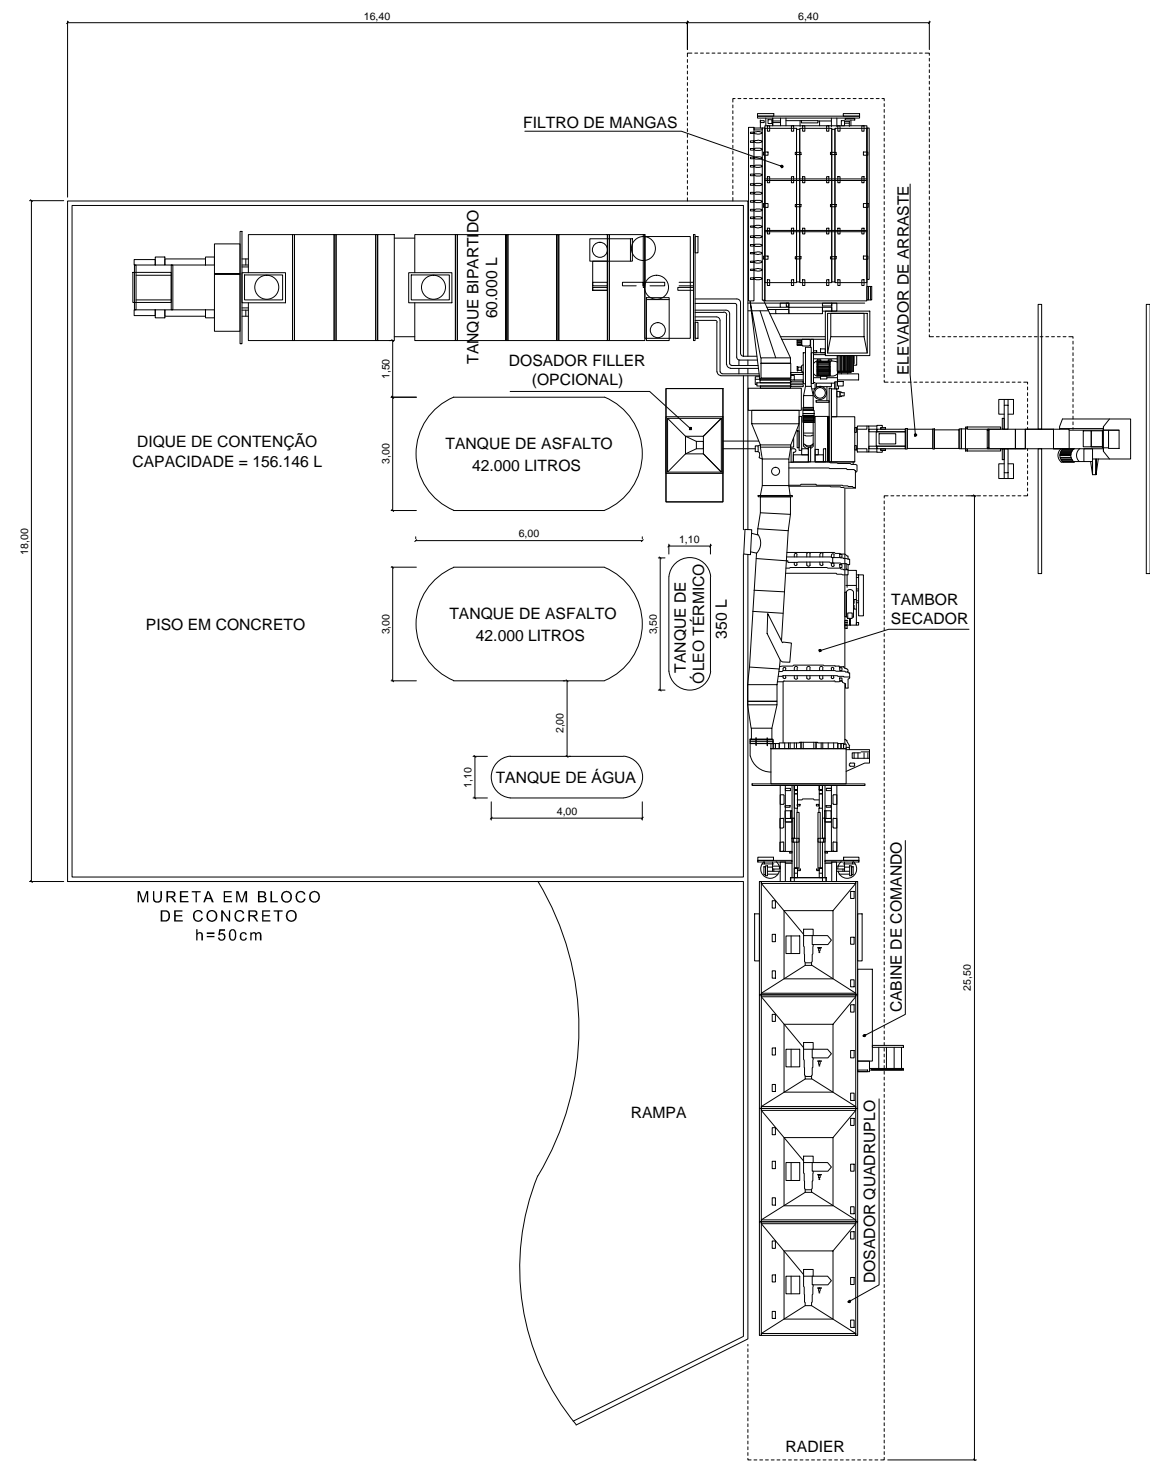 16,40
6,40
FILTRO DE MANGAS
ELEVADOR DE ARRASTE
TANQUE BIPARTIDO
60.000 L
1,50
DOSADOR FILLER
(OPCIONAL)
DIQUE DE CONTENÇÃO
CAPACIDADE = 156.146 L
3,00
TANQUE DE ASFALTO
42.000 LITROS
18,00
6,00
1,10
PISO EM CONCRETO
3,00
TANQUE DE ASFALTO
42.000 LITROS
3,50
TANQUE DE
ÓLEO TÉRMICO
350 L
TAMBOR
SECADOR
2,00
1,10
TANQUE DE ÁGUA
4,00
MURETA EM BLOCO
DE CONCRETO
h=50cm
CABINE DE COMANDO
25,50
RAMPA
DOSADOR QUADRUPLO
RADIER